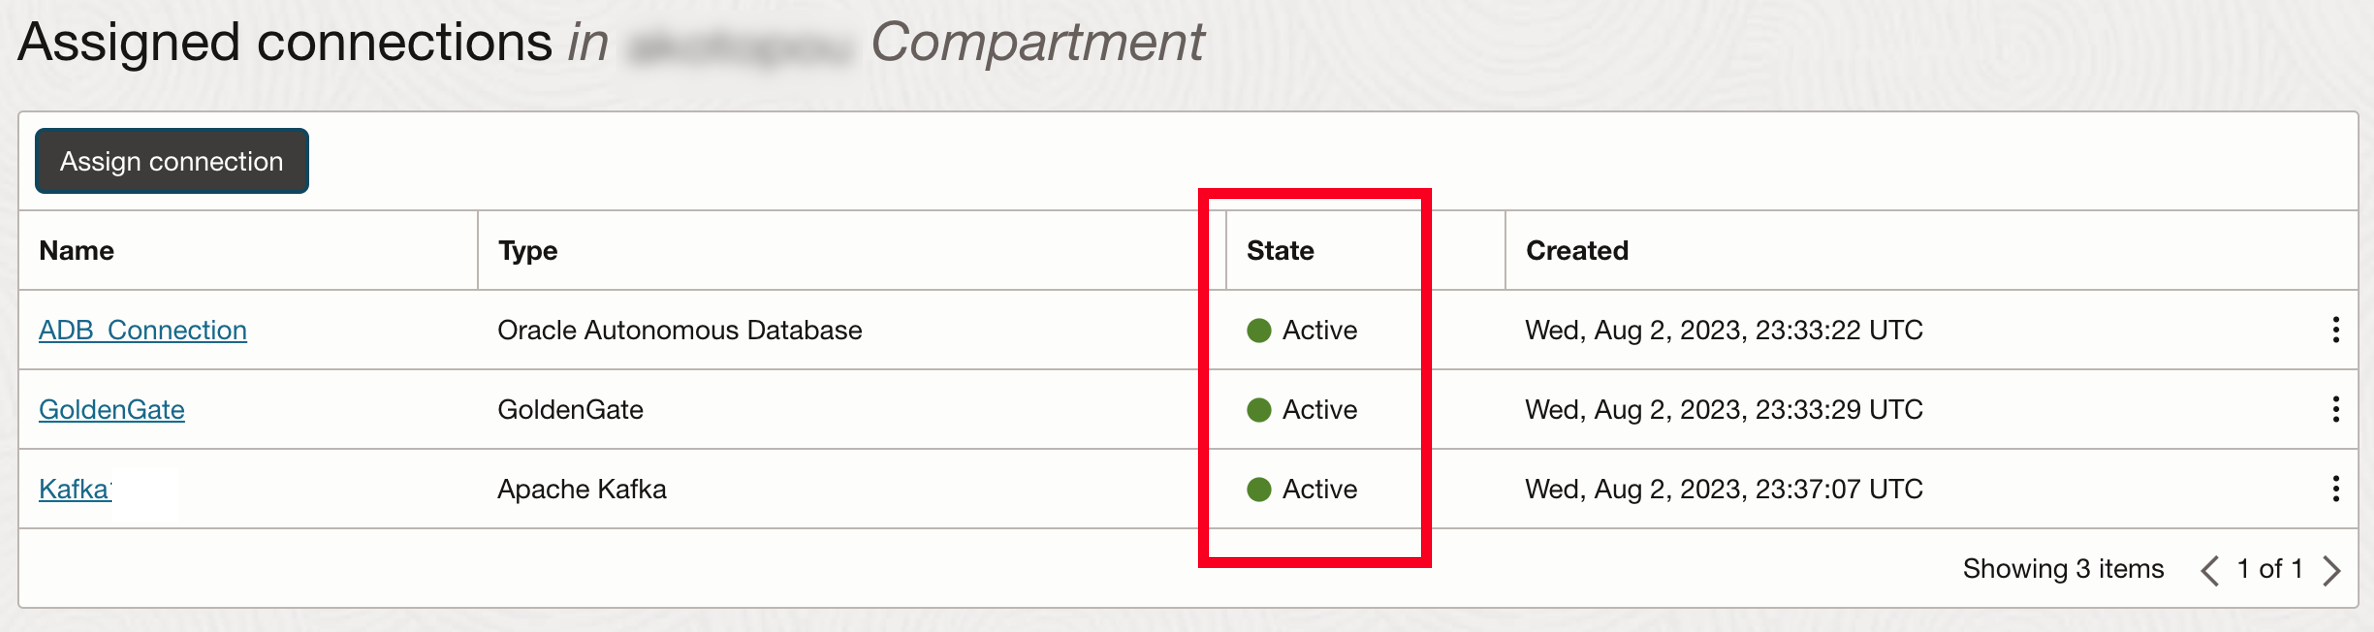 Assigned connections in Compartment
Assign connection
Name Type State Created
ADB_Connection Oracle Autonomous Database Active Wed, Aug 2, 2023, 23:33:22 UTC
GoldenGate GoldenGate Active Wed, Aug 2, 2023, 23:33:29 UTC
Kafka Apache Kafka Active Wed, Aug 2, 2023, 23:37:07 UTC
Showing 3 items 1 of 1